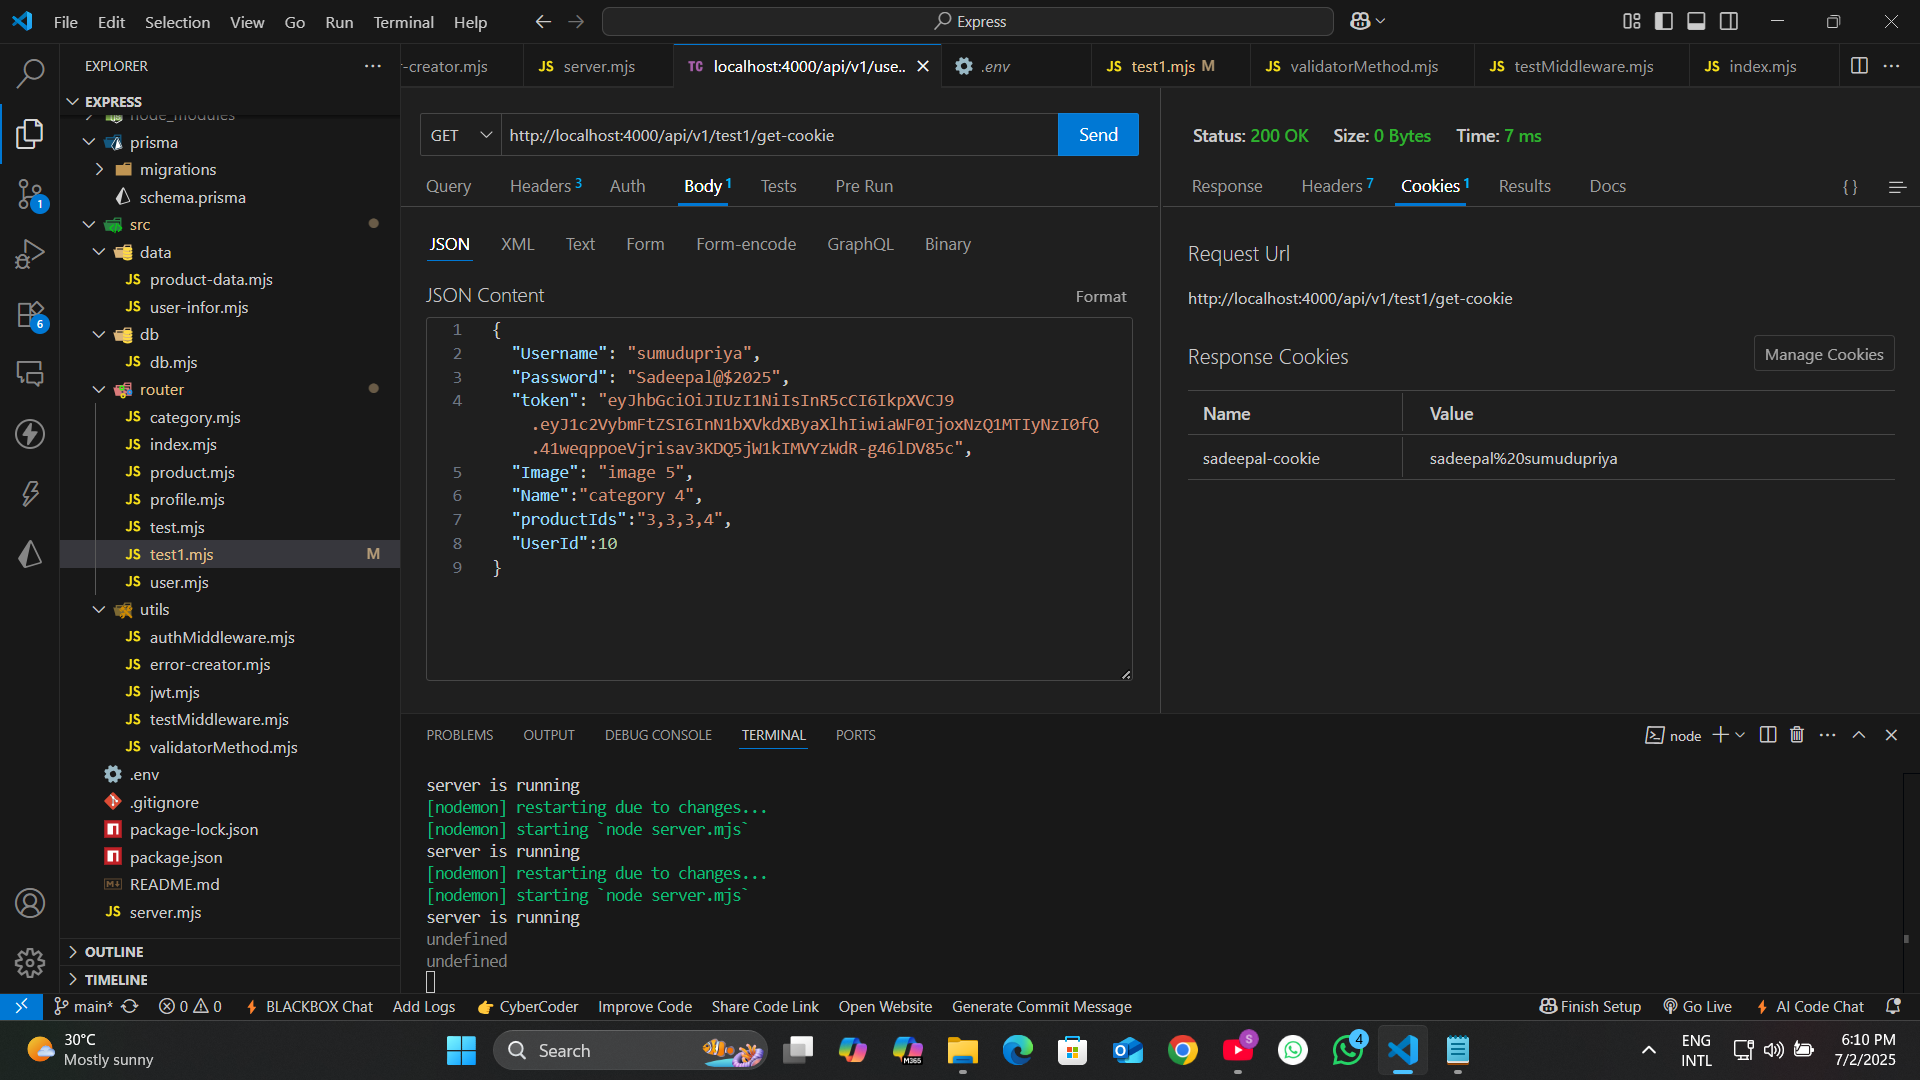 File Edit Selection View Go Run Terminal Help
Express
EXPLORER
r-creator.mjs
JS server.mjs
TC localhost:4000/api/v1/use..
.env
JS test1.mjs M
JS validatorMethod.mjs
JS testMiddleware.mjs
JS index.mjs
EXPRESS
node_modules
prisma
migrations
schema.prisma
src
data
JS product-data.mjs
JS user-infor.mjs
db
JS db.mjs
router
JS category.mjs
JS index.mjs
JS product.mjs
JS profile.mjs
JS test.mjs
JS test1.mjs M
JS user.mjs
utils
JS authMiddleware.mjs
JS error-creator.mjs
JS jwt.mjs
JS testMiddleware.mjs
JS validatorMethod.mjs
.env
.gitignore
package-lock.json
package.json
README.md
JS server.mjs
OUTLINE
TIMELINE
1
6
GET http://localhost:4000/api/v1/test1/get-cookie Send
Query Headers 3 Auth Body 1 Tests Pre Run
JSON XML Text Form Form-encode GraphQL Binary
JSON Content Format
1 {
2 "Username": "sumudupriya",
3 "Password": "Sadeepal@$2025",
4 "token": "eyJhbGciOiJIUzI1NiIsInR5cCI6IkpXVCJ9
.eyJ1c2VybmFtZSI6InN1bXVkdXByaXlhIiwiaWF0IjoxNzQ1MTIyNzI0fQ
.41weqppoeVjrisav3KDQ5jW1kIMVYzWdR-g46lDV85c",
5 "Image": "image 5",
6 "Name":"category 4",
7 "productIds":"3,3,3,4",
8 "UserId":10
9 }
Status: 200 OK Size: 0 Bytes Time: 7 ms
Response Headers 7 Cookies 1 Results Docs { }
Request Url
http://localhost:4000/api/v1/test1/get-cookie
Response Cookies Manage Cookies
Name Value
sadeepal-cookie sadeepal%20sumudupriya
PROBLEMS OUTPUT DEBUG CONSOLE TERMINAL PORTS
node
server is running
[nodemon] restarting due to changes...
[nodemon] starting `node server.mjs`
server is running
[nodemon] restarting due to changes...
[nodemon] starting `node server.mjs`
server is running
undefined
undefined
main* 0 0 BLACKBOX Chat Add Logs CyberCoder Improve Code Share Code Link Open Website Generate Commit Message Finish Setup Go Live AI Code Chat
30°C
Mostly sunny
Search
M365
S
4
ENG
INTL
6:10 PM
7/2/2025